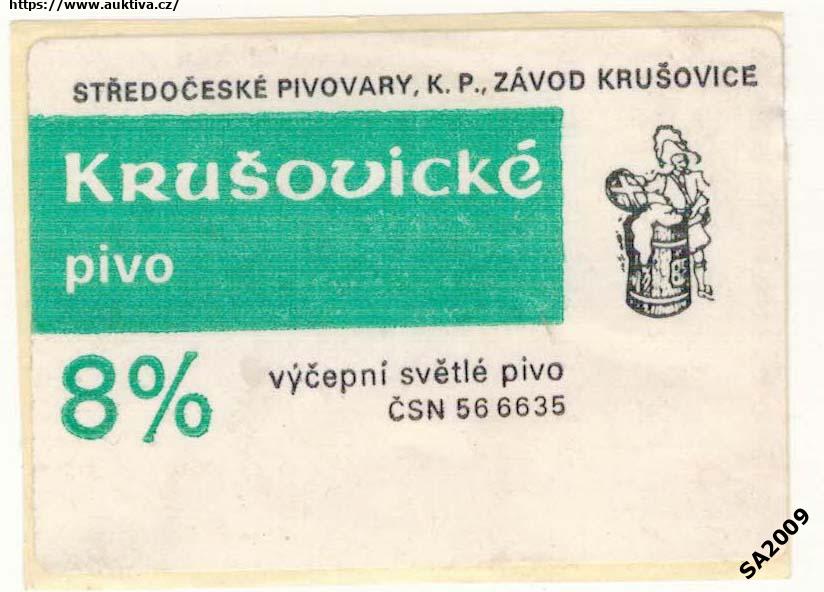 https://www.auktiva.cz/
STŘEDOČESKÉ PIVOVARY, K. P., ZÁVOD KRUŠOVICE
Krušovické
pivo
8%
výčepní světlé pivo
ČSN 56 6635
SA2009